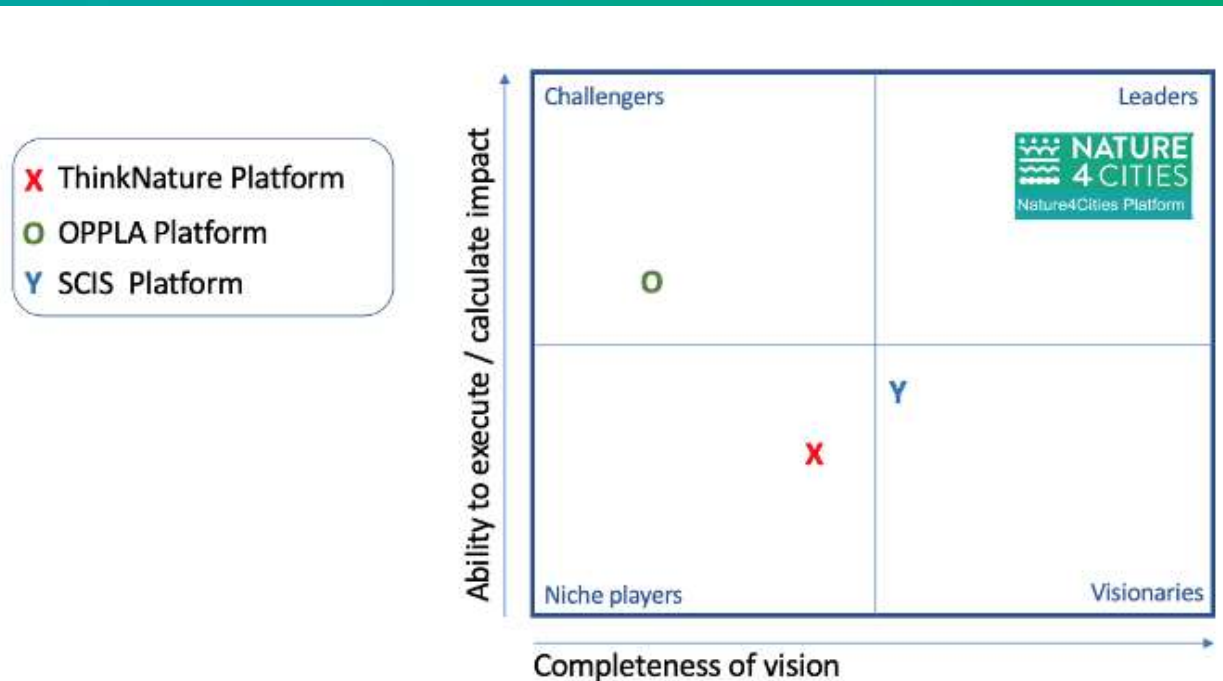 X ThinkNature Platform
O OPPLA Platform
Y SCIS Platform
Ability to execute / calculate impact
Challengers
Leaders
NATURE
4 CITIES
Nature4Cities Platform
O
Y
X
Niche players
Visionaries
Completeness of vision